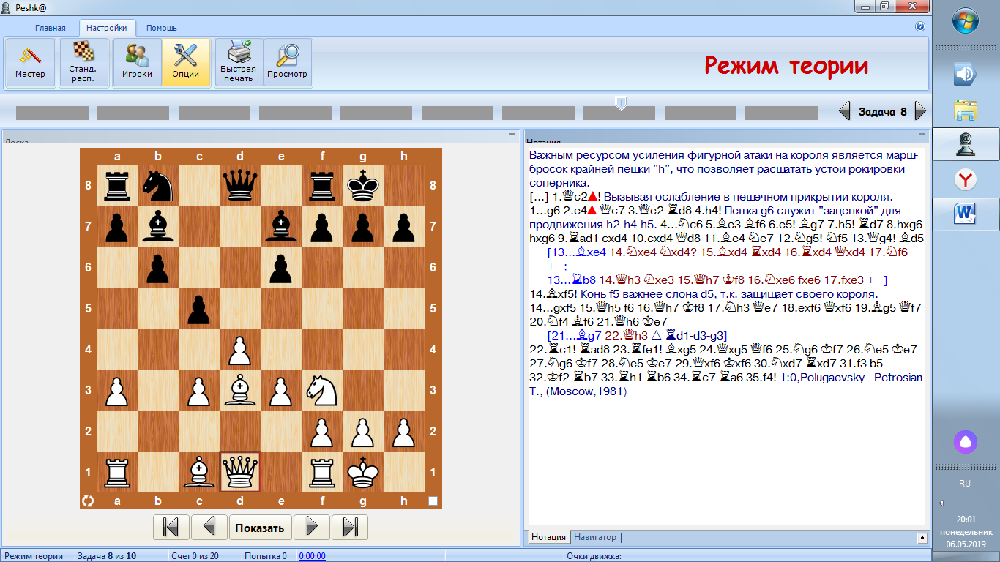 Peshk@
Главная Настройки Помощь
Мастер
Станд. расп.
Игроки
Опции
Быстрая печать
Просмотр
Режим теории
Задача 8
Доска
Нотация
a b c d e f g h
8 8
7 7
6 6
5 5
4 4
3 3
2 2
1 1
a b c d e f g h
Показать
Важным ресурсом усиления фигурной атаки на короля является марш-
бросок крайней пешки "h", что позволяет расшатать устои рокировки
соперника.
[...] 1.♕c2▲! Вызывая ослабление в пешечном прикрытии короля.
1...g6 2.e4▲ ♕c7 3.♕e2 ♖d8 4.h4! Пешка g6 служит "зацепкой" для
продвижения h2-h4-h5. 4...♘c6 5.♗e3 ♗f6 6.e5! ♗g7 7.h5! ♖d7 8.hxg6
hxg6 9.♖ad1 cxd4 10.cxd4 ♕d8 11.♗e4 ♘e7 12.♘g5! ♘f5 13.♕g4! ♗d5
[13...♗xe4 14.♘xe4 ♘xd4? 15.♗xd4 ♖xd4 16.♖xd4 ♕xd4 17.♘f6
+−;
13...♖b8 14.♕h3 ♘xe3 15.♕h7 ♔f8 16.♘xe6 fxe6 17.fxe3 +−]
14.♗xf5! Конь f5 важнее слона d5, т.к. защищает своего короля.
14...gxf5 15.♕h5 f6 16.♕h7 ♔f8 17.♘h3 ♕e7 18.exf6 ♕xf6 19.♗g5 ♕f7
20.♘f4 ♗f6 21.♕h6 ♔e7
[21...♗g7 22.♕h3 △ ♖d1-d3-g3]
22.♖c1! ♖ad8 23.♖fe1! ♗xg5 24.♕xg5 ♕f6 25.♘g6 ♔f7 26.♘e5 ♔e7
27.♘g6 ♔f7 28.♘e5 ♔e7 29.♕xf6 ♔xf6 30.♘xd7 ♖xd7 31.f3 b5
32.♔f2 ♖b7 33.♖h1 ♖b6 34.♖c7 ♖a6 35.f4! 1:0,Polugaevsky - Petrosian
T., (Moscow,1981)
Нотация Навигатор
Режим теории Задача 8 из 10 Счет 0 из 20 Попытка 0 0:00:00 Очки движка:
Y
W
RU
20:01
понедельник
06.05.2019